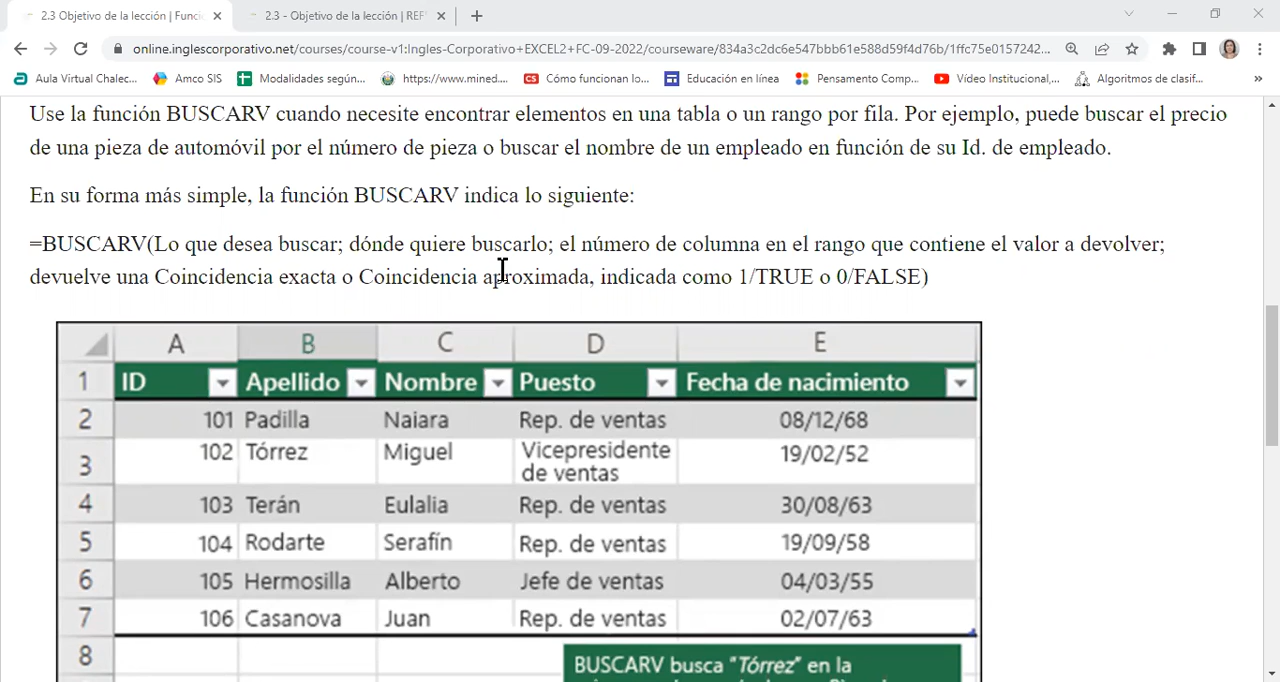 2.3 Objetivo de la lección | Funci
2.3 - Objetivo de la lección | REF
online.inglescorporativo.net/courses/course-v1:Ingles-Corporativo+EXCEL2+FC-09-2022/courseware/834a3c2dc6e547bbb61e588d59f4d76b/1ffc75e0157242...
Aula Virtual Chalec...
Amco SIS
Modalidades según...
https://www.mined...
Cómo funcionan lo...
Educación en línea
Pensamento Comp...
Vídeo Institucional,...
Algoritmos de clasif...
»
Use la función BUSCARV cuando necesite encontrar elementos en una tabla o un rango por fila. Por ejemplo, puede buscar el precio
de una pieza de automóvil por el número de pieza o buscar el nombre de un empleado en función de su Id. de empleado.
En su forma más simple, la función BUSCARV indica lo siguiente:
=BUSCARV(Lo que desea buscar; dónde quiere buscarlo; el número de columna en el rango que contiene el valor a devolver;
devuelve una Coincidencia exacta o Coincidencia aproximada, indicada como 1/TRUE o 0/FALSE)
A B C D E
1 ID Apellido Nombre Puesto Fecha de nacimiento
2 101 Padilla Naiara Rep. de ventas 08/12/68
3 102 Tórrez Miguel Vicepresidente de ventas 19/02/52
4 103 Terán Eulalia Rep. de ventas 30/08/63
5 104 Rodarte Serafín Rep. de ventas 19/09/58
6 105 Hermosilla Alberto Jefe de ventas 04/03/55
7 106 Casanova Juan Rep. de ventas 02/07/63
8
BUSCARV busca "Tórrez" en la